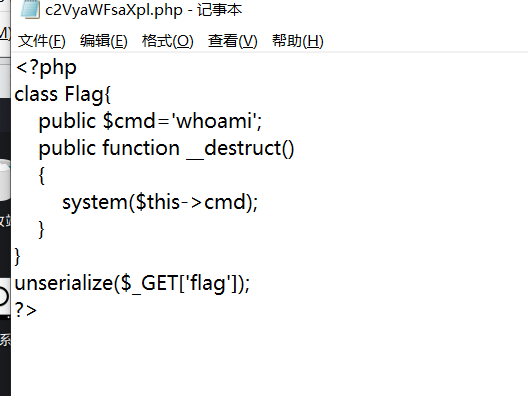 c2VyaWFsaXpl.php - 记事本
文件(F) 编辑(E) 格式(O) 查看(V) 帮助(H)
<?php
class Flag{
    public $cmd='whoami';
    public function __destruct()
    {
        system($this->cmd);
    }
}
unserialize($_GET['flag']);
?>